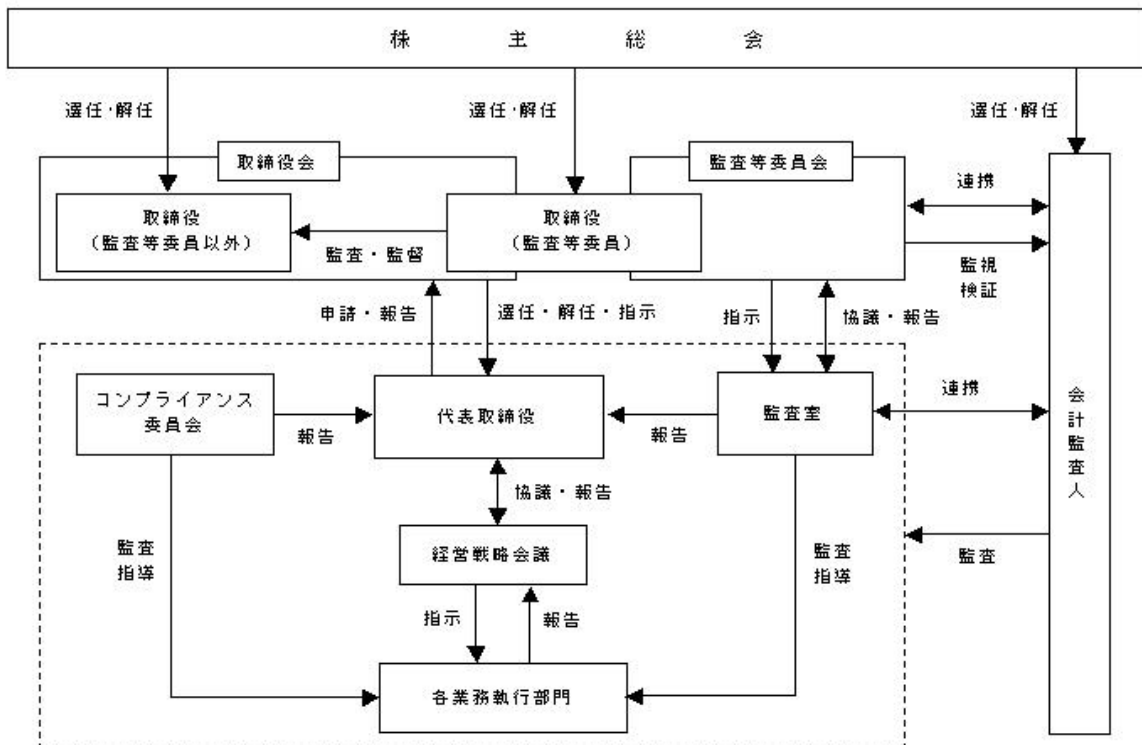 株主総会
選任・解任
選任・解任
選任・解任
取締役会
監査等委員会
取締役
（監査等委員以外）
取締役
（監査等委員）
監査・監督
連携
監視
検証
申請・報告
選任・解任・指示
指示
協議・報告
コンプライアンス
委員会
報告
代表取締役
報告
監査室
連携
会計監査人
協議・報告
監査
指導
経営戦略会議
監査
指導
監査
指示
報告
各業務執行部門